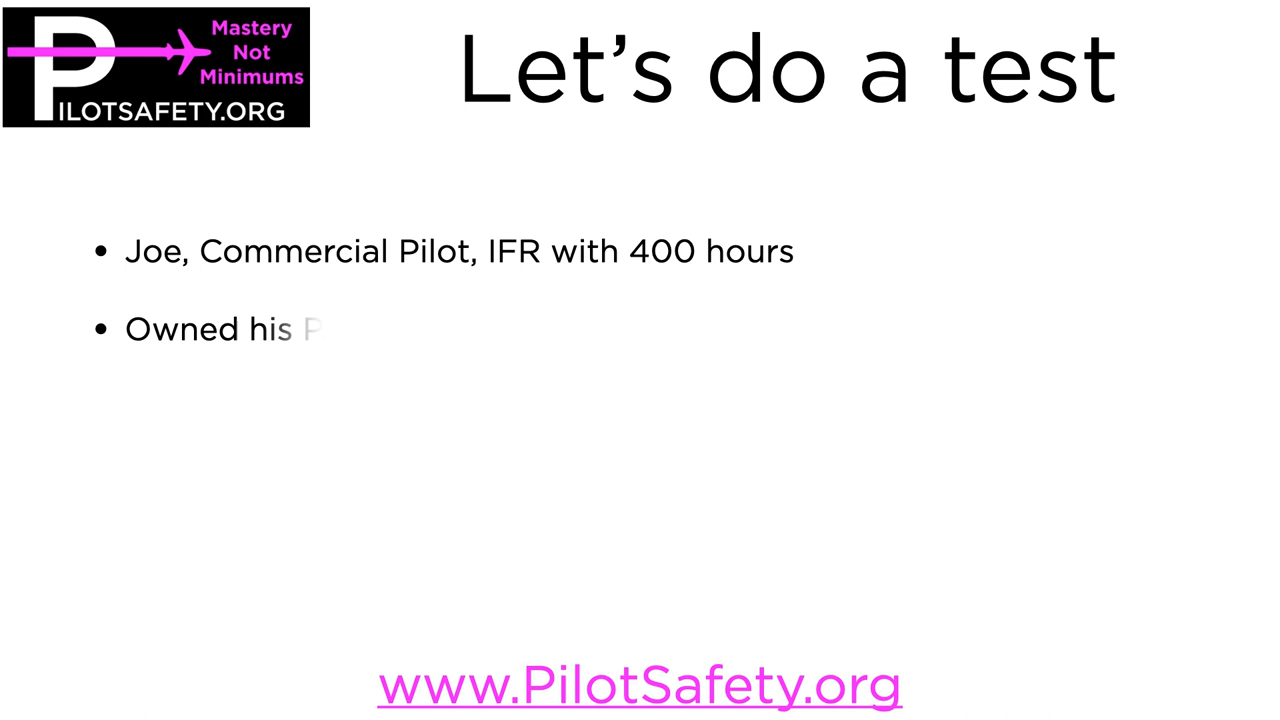 Mastery
Not
Minimums
PILOTSAFETY.ORG
Let's do a test
• Joe, Commercial Pilot, IFR with 400 hours
• Owned his P
www.PilotSafety.org